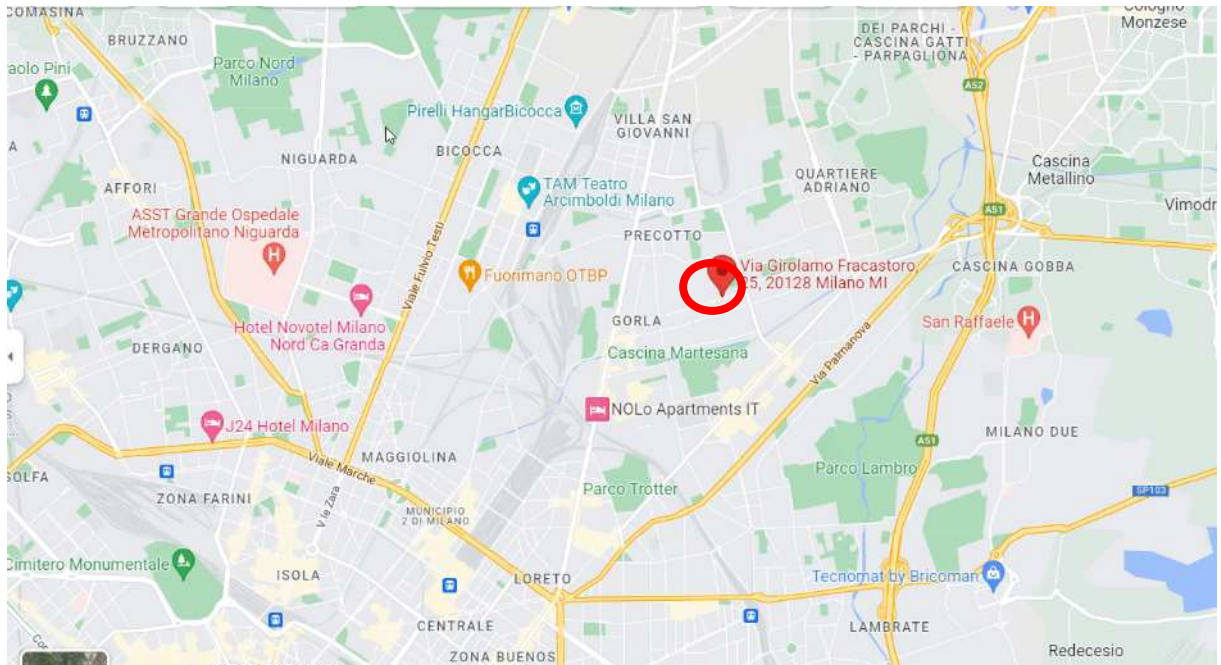 COMASINA
BRUZZANO
aolo Pini
Parco Nord
Milano
DEI PARCHI -
CASCINA GATTI
- PARPAGLIONA
Cologno
Monzese
A52
Pirelli HangarBicocca
VILLA SAN
GIOVANNI
NIGUARDA
BICOCCA
A
AFFORI
TAM Teatro
Arcimboldi Milano
QUARTIERE
ADRIANO
Cascina
Metallino
Vimodr
A51
ASST Grande Ospedale
Metropolitano Niguarda
H
PRECOTTO
Viale Fulvio Testi
Fuorimano OTBP
Via Girolamo Fracastoro,
25, 20128 Milano MI
CASCINA GOBBA
Hotel Novotel Milano
Nord Ca Granda
GORLA
San Raffaele
H
DERGANO
Cascina Martesana
Via Palmanova
J24 Hotel Milano
NOLo Apartments IT
A51
MILANO DUE
SOLFA
Viale Marche
MAGGIOLINA
Parco Lambro
ZONA FARINI
V.le Zara
MUNICIPIO
2 DI MILANO
Parco Trotter
SP103
Cimitero Monumentale
ISOLA
LORETO
Tecnomat by Bricoman
CENTRALE
LAMBRATE
ZONA BUENOS
Redecesio